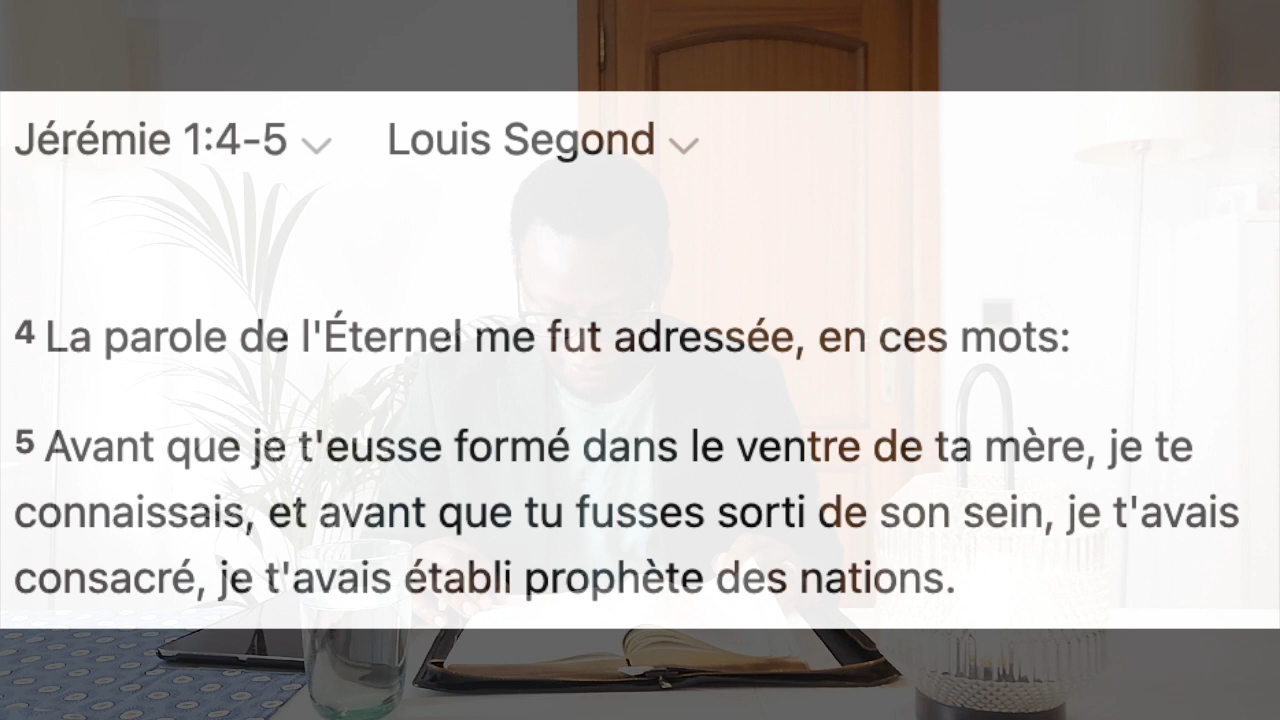 Jérémie 1:4-5 Louis Segond
4 La parole de l'Éternel me fut adressée, en ces mots:
5 Avant que je t'eusse formé dans le ventre de ta mère, je te
connaissais, et avant que tu fusses sorti de son sein, je t'avais
consacré, je t'avais établi prophète des nations.